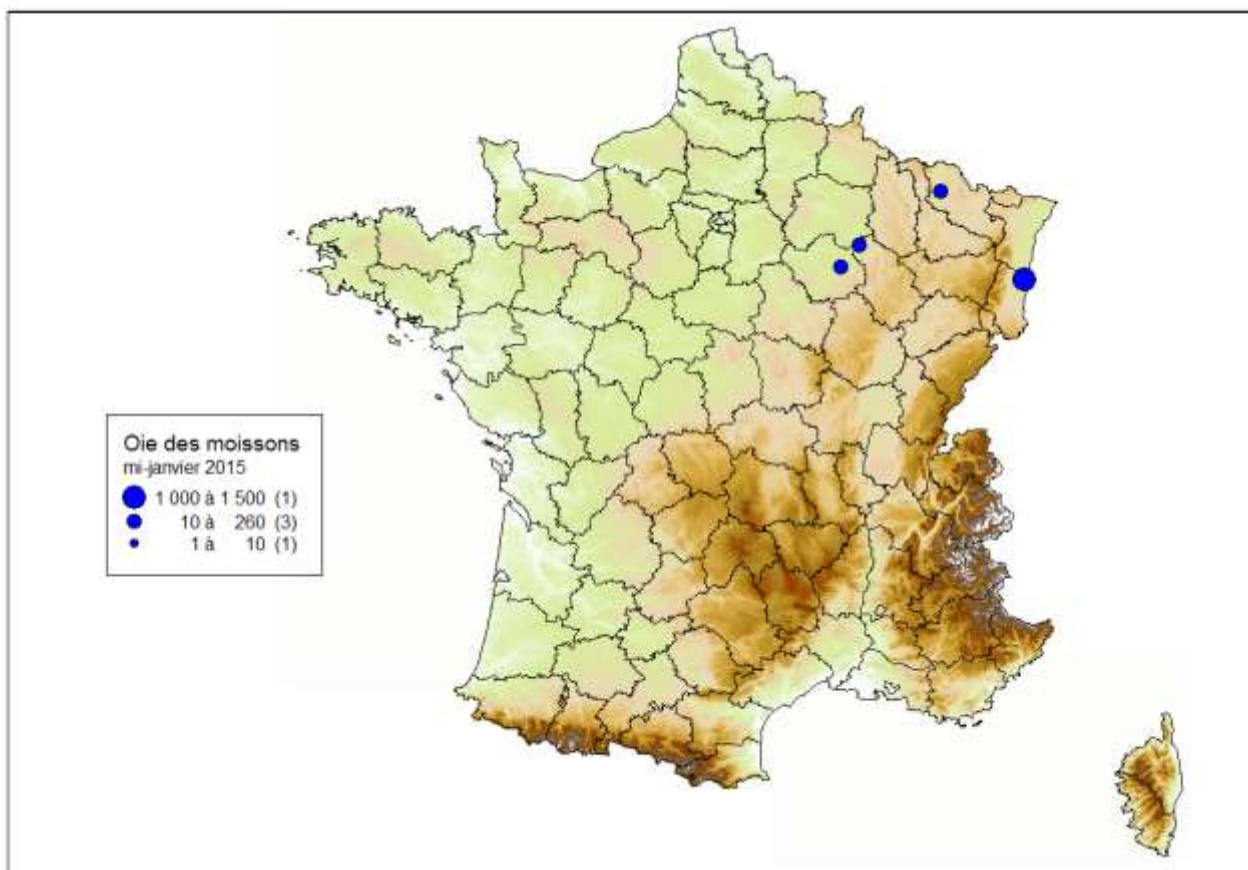 Oie des moissons
mi-janvier 2015
1 000 à 1 500 (1)
10 à 260 (3)
1 à 10 (1)